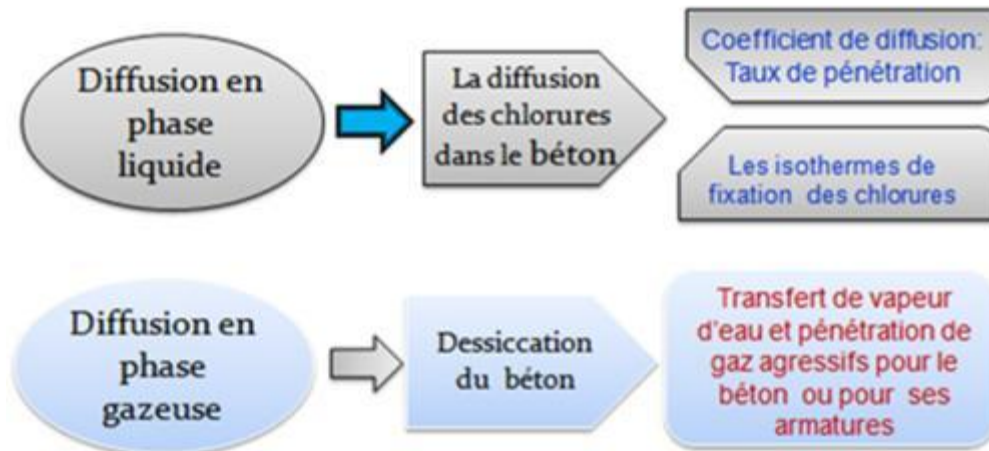 Diffusion en
phase
liquide
La diffusion
des chlorures
dans le béton
Coefficient de diffusion:
Taux de pénétration
Les isothermes de
fixation des chlorures
Diffusion en
phase
gazeuse
Dessiccation
du béton
Transfert de vapeur
d'eau et pénétration de
gaz agressifs pour le
béton ou pour ses
armatures